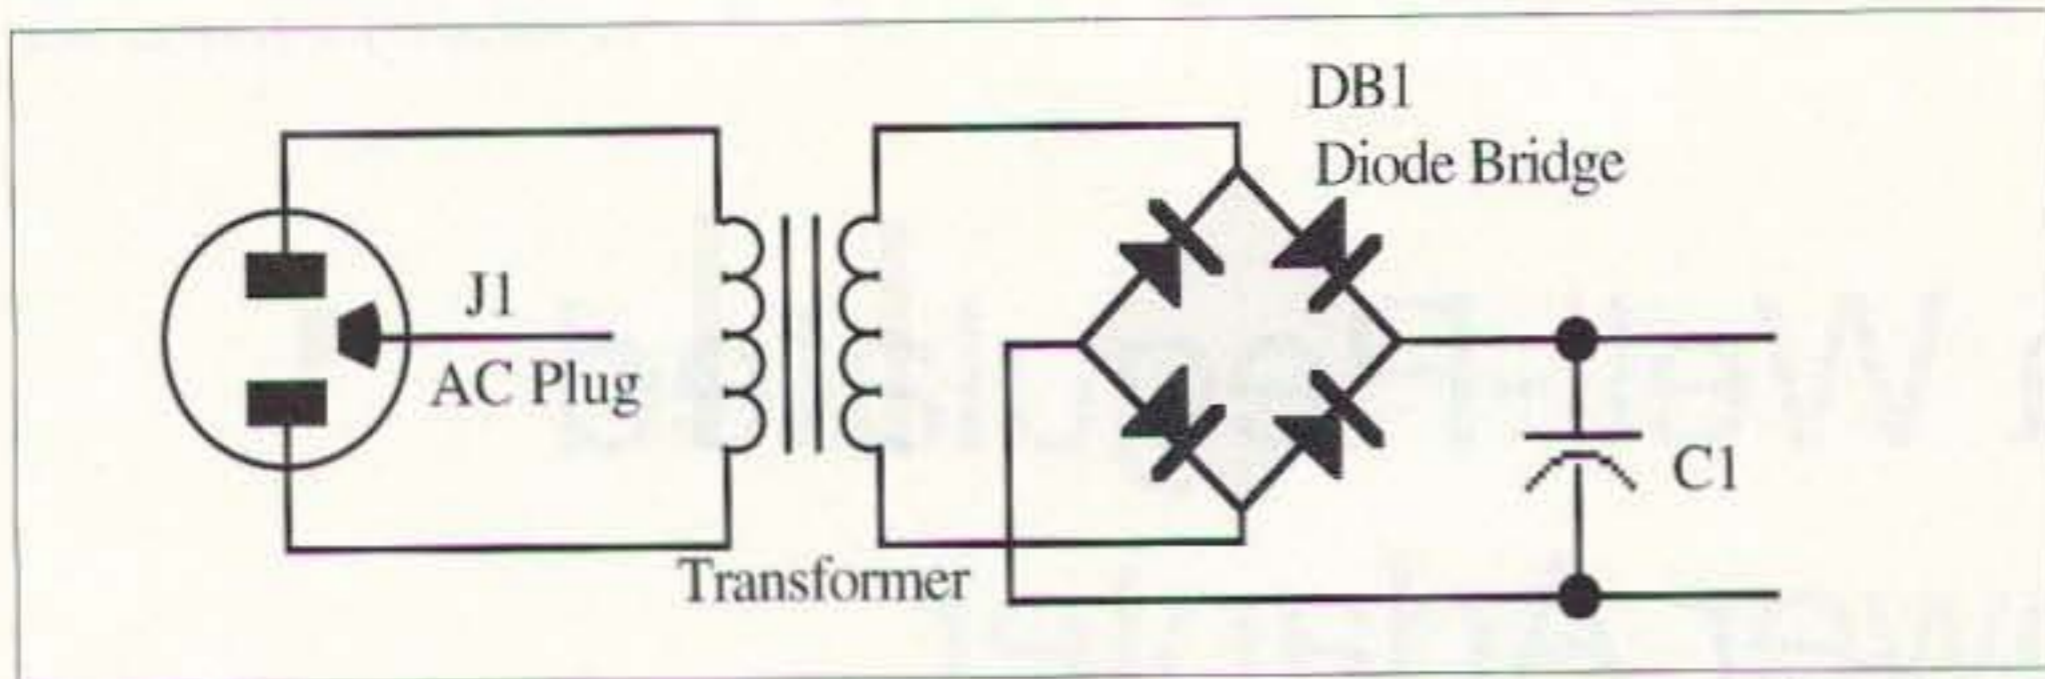 DB1
Diode Bridge
J1
AC Plug
C1
Transformer